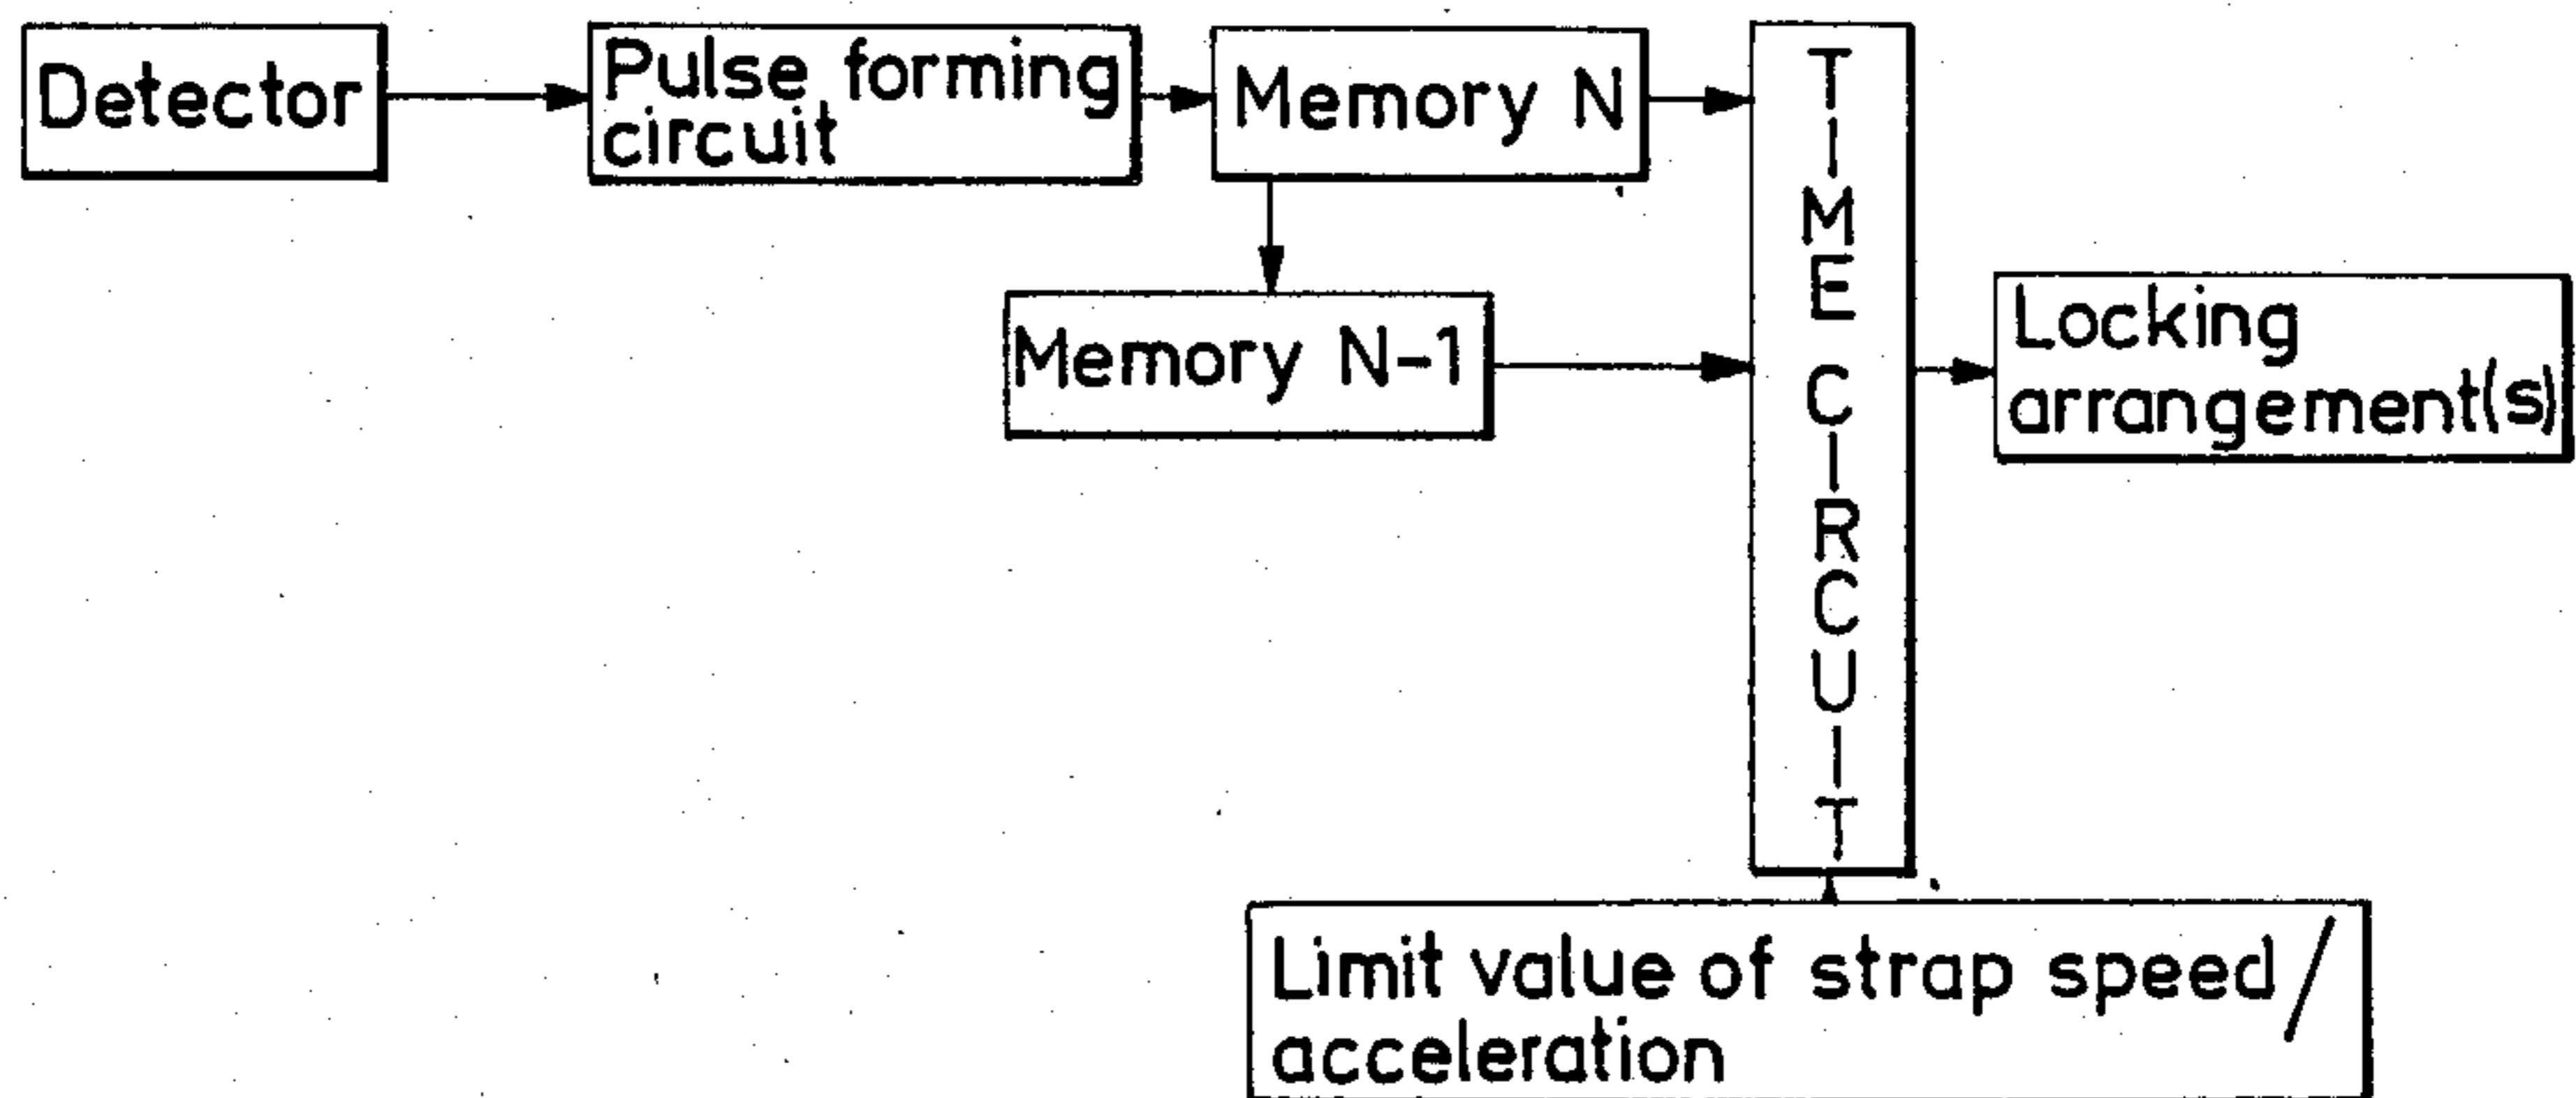 Detector
Pulse forming
circuit
Memory N
Memory N-1
TIME CIRCUIT
Locking
arrangement(s)
Limit value of strap speed/
acceleration